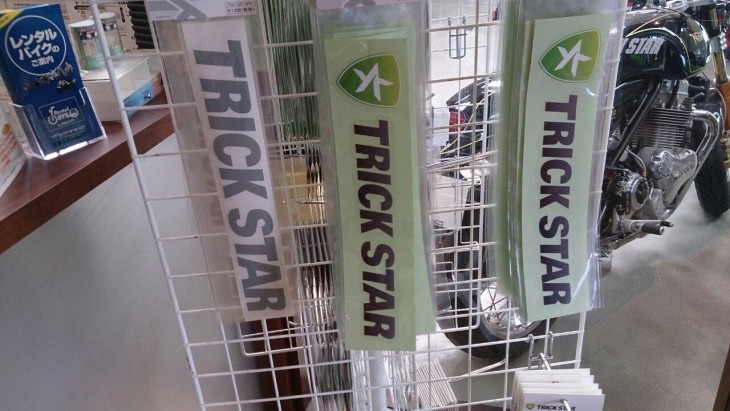 レンタル
バイクの
ご案内
Rental
TRICK STAR
TRICK STAR
TRICK STAR
STAR
TRICK STAR